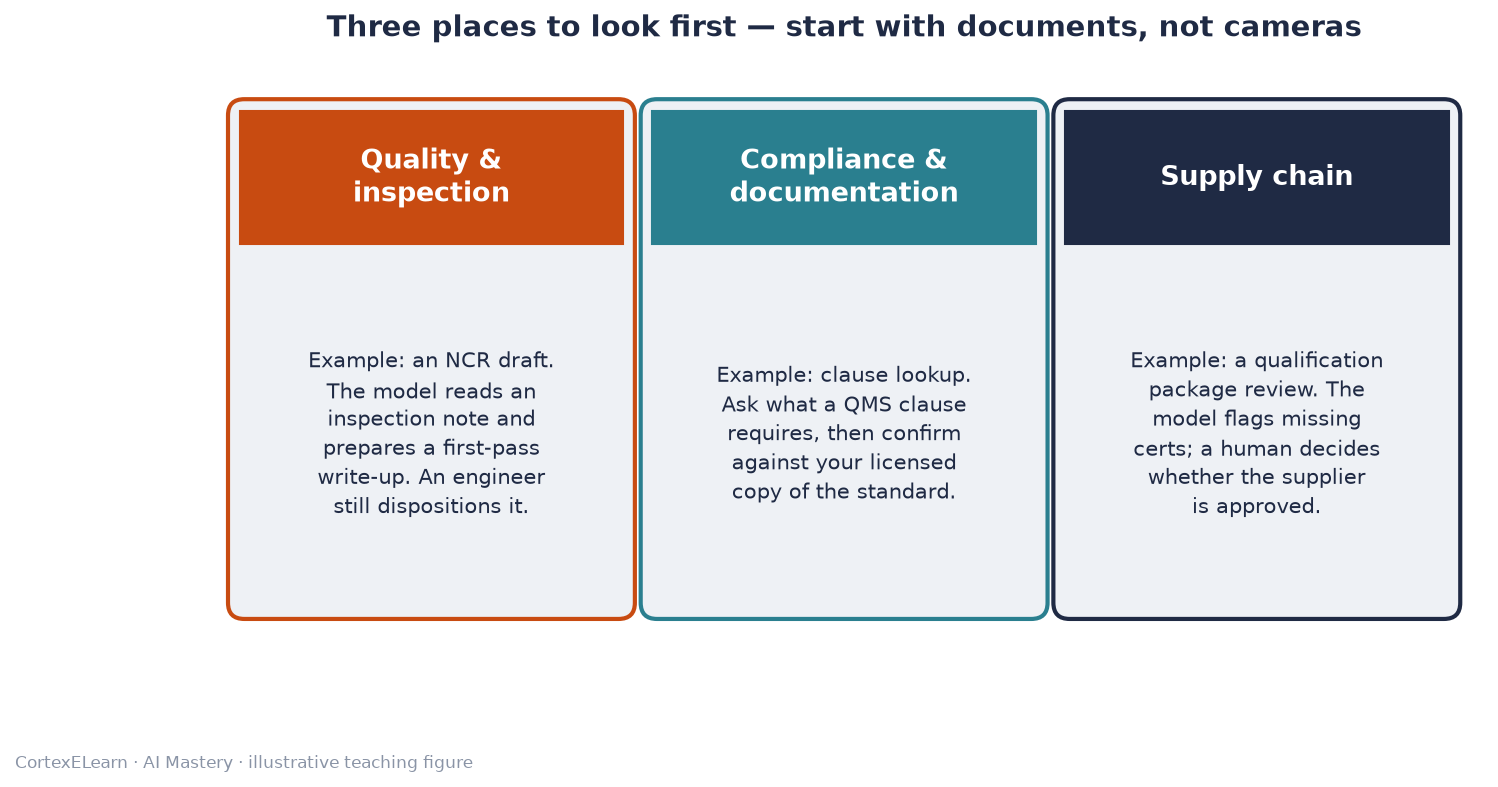 Three places to look first — start with documents, not cameras
Quality &
inspection
Example: an NCR draft.
The model reads an
inspection note and
prepares a first-pass
write-up. An engineer
still dispositions it.
Compliance &
documentation
Example: clause lookup.
Ask what a QMS clause
requires, then confirm
against your licensed
copy of the standard.
Supply chain
Example: a qualification
package review. The
model flags missing
certs; a human decides
whether the supplier
is approved.
CortexELearn · AI Mastery · illustrative teaching figure